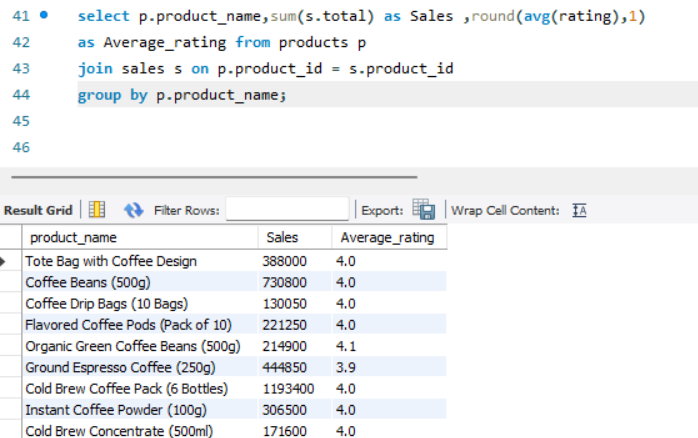 41 select p.product_name,sum(s.total) as Sales ,round(avg(rating),1)
42 as Average_rating from products p
43 join sales s on p.product_id = s.product_id
44 group by p.product_name;
45
46
Result Grid Filter Rows: Export: Wrap Cell Content: IA
product_name Sales Average_rating
Tote Bag with Coffee Design 388000 4.0
Coffee Beans (500g) 730800 4.0
Coffee Drip Bags (10 Bags) 130050 4.0
Flavored Coffee Pods (Pack of 10) 221250 4.0
Organic Green Coffee Beans (500g) 214900 4.1
Ground Espresso Coffee (250g) 444850 3.9
Cold Brew Coffee Pack (6 Bottles) 1193400 4.0
Instant Coffee Powder (100g) 306500 4.0
Cold Brew Concentrate (500ml) 171600 4.0